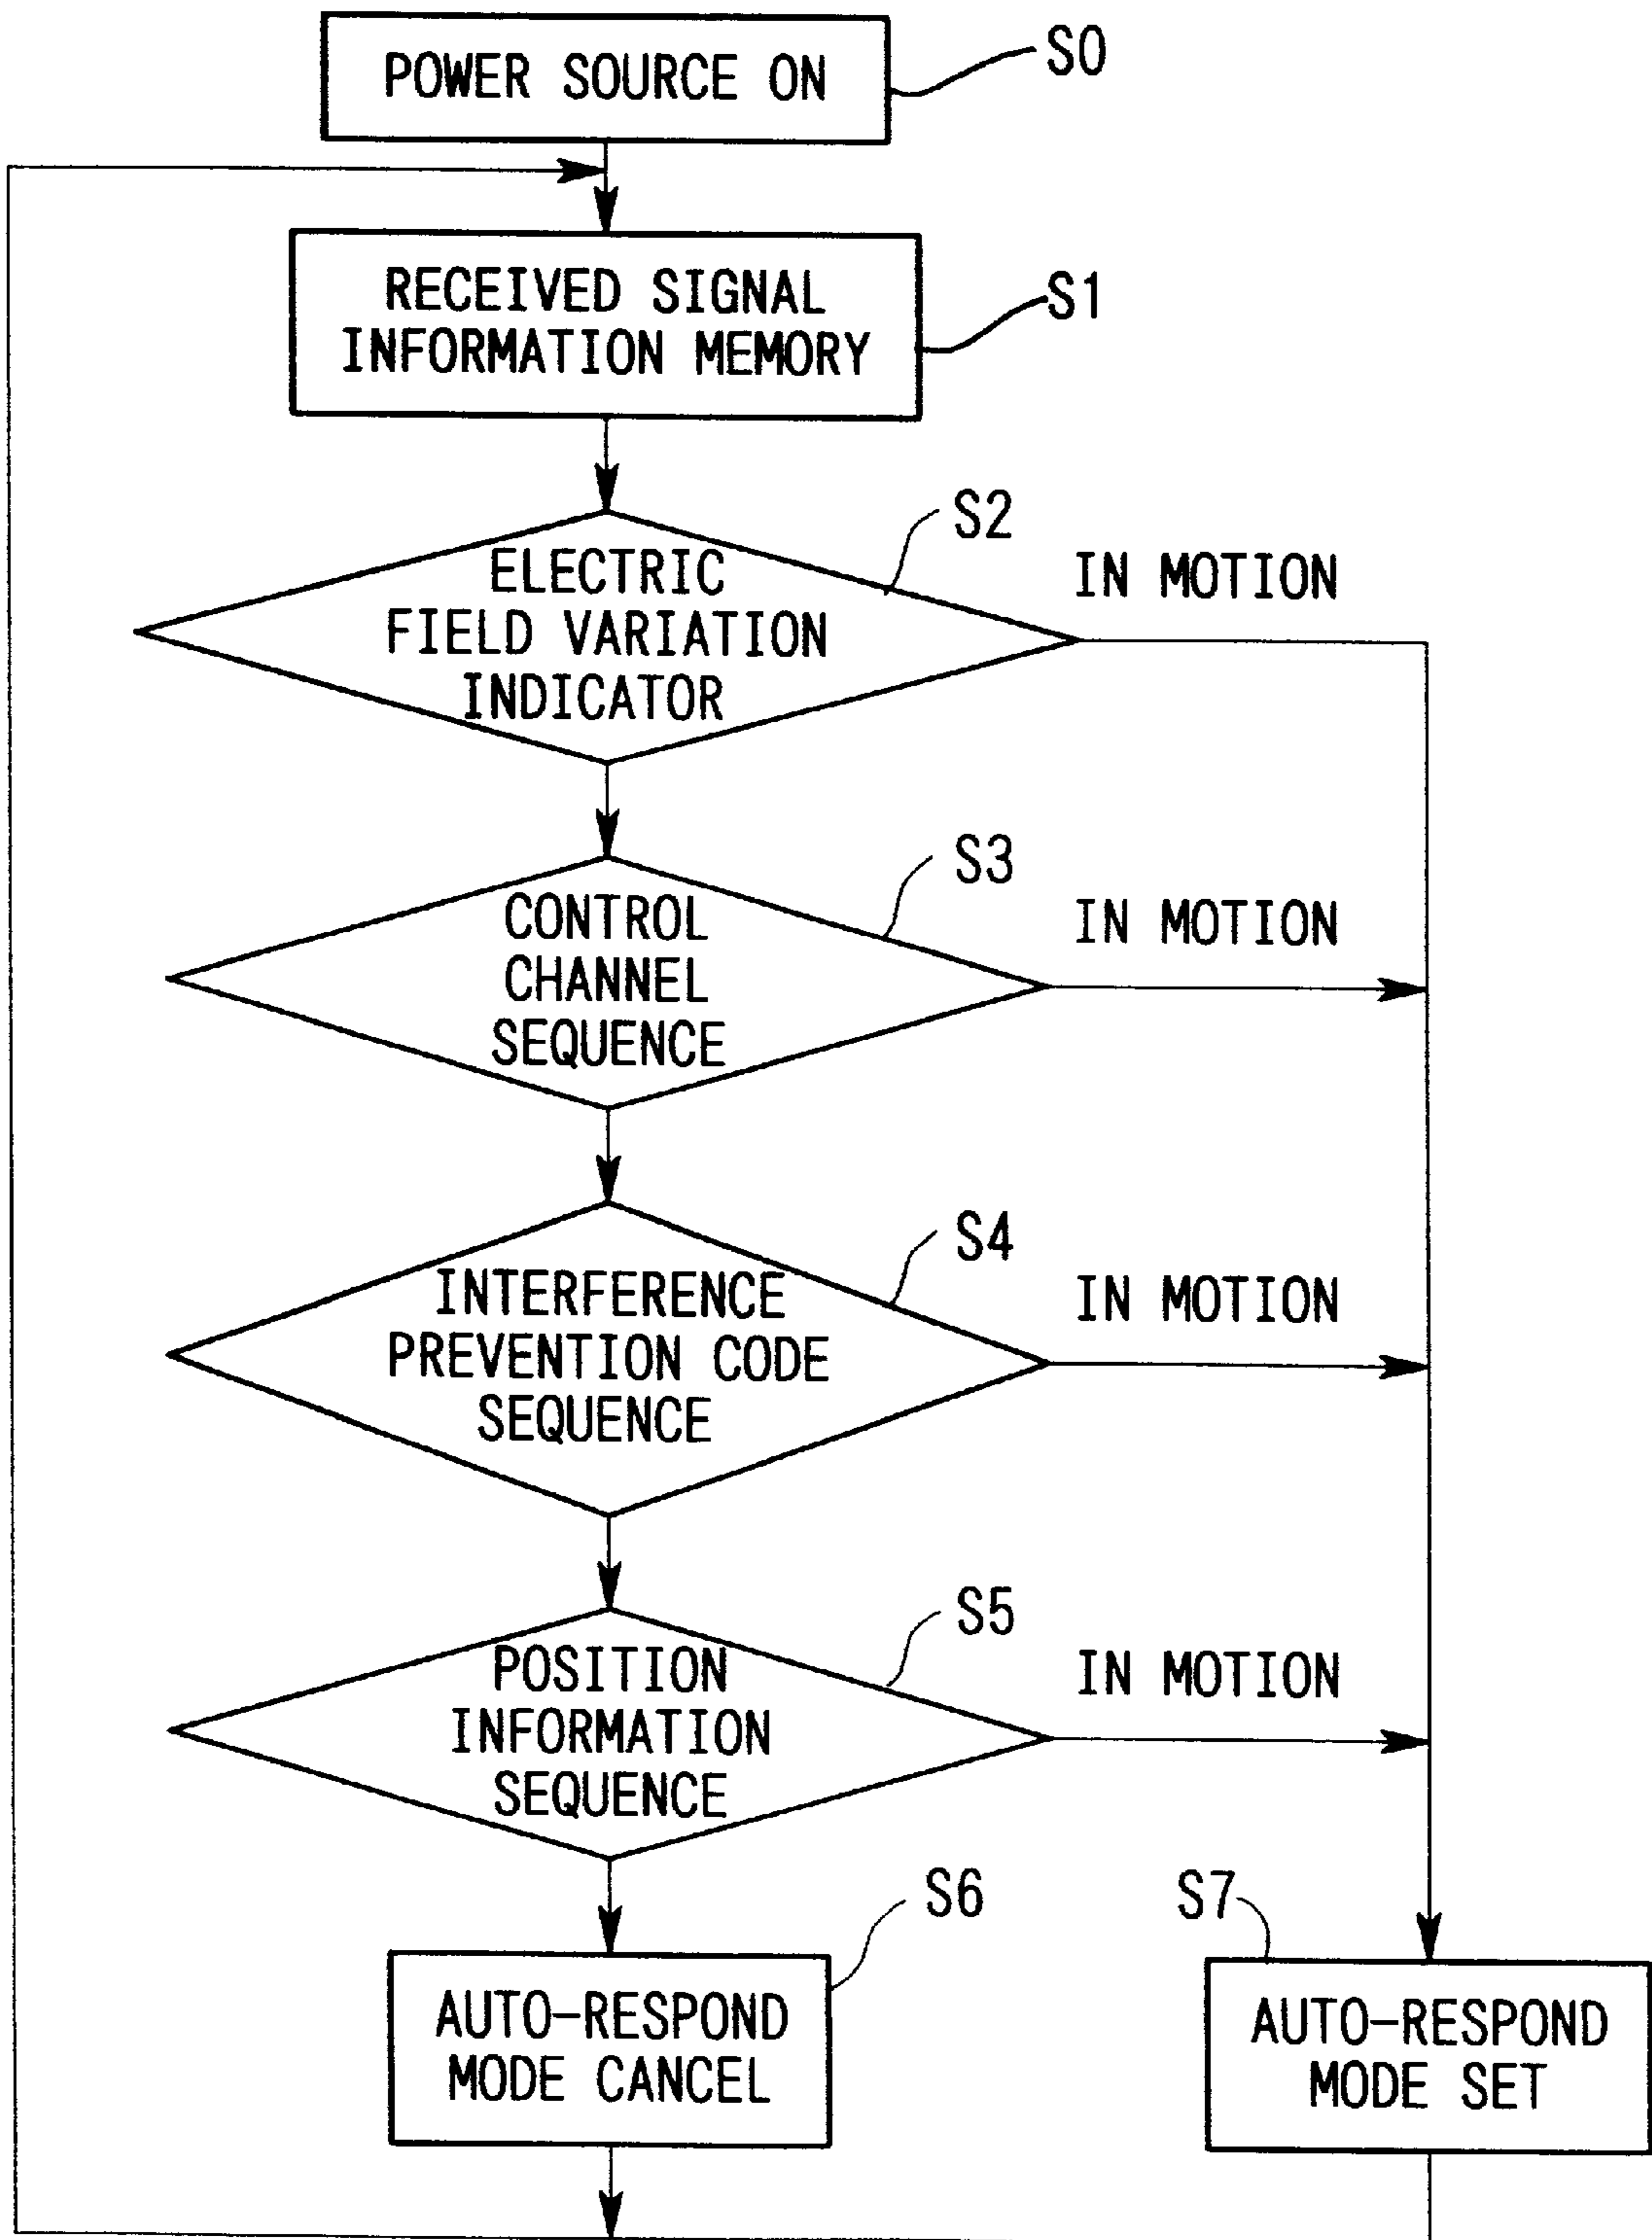 POWER SOURCE ON
S0
RECEIVED SIGNAL
INFORMATION MEMORY
S1
S2
ELECTRIC
FIELD VARIATION
INDICATOR
IN MOTION
S3
CONTROL
CHANNEL
SEQUENCE
IN MOTION
S4
INTERFERENCE
PREVENTION CODE
SEQUENCE
IN MOTION
S5
POSITION
INFORMATION
SEQUENCE
IN MOTION
S6
AUTO-RESPOND
MODE CANCEL
S7
AUTO-RESPOND
MODE SET